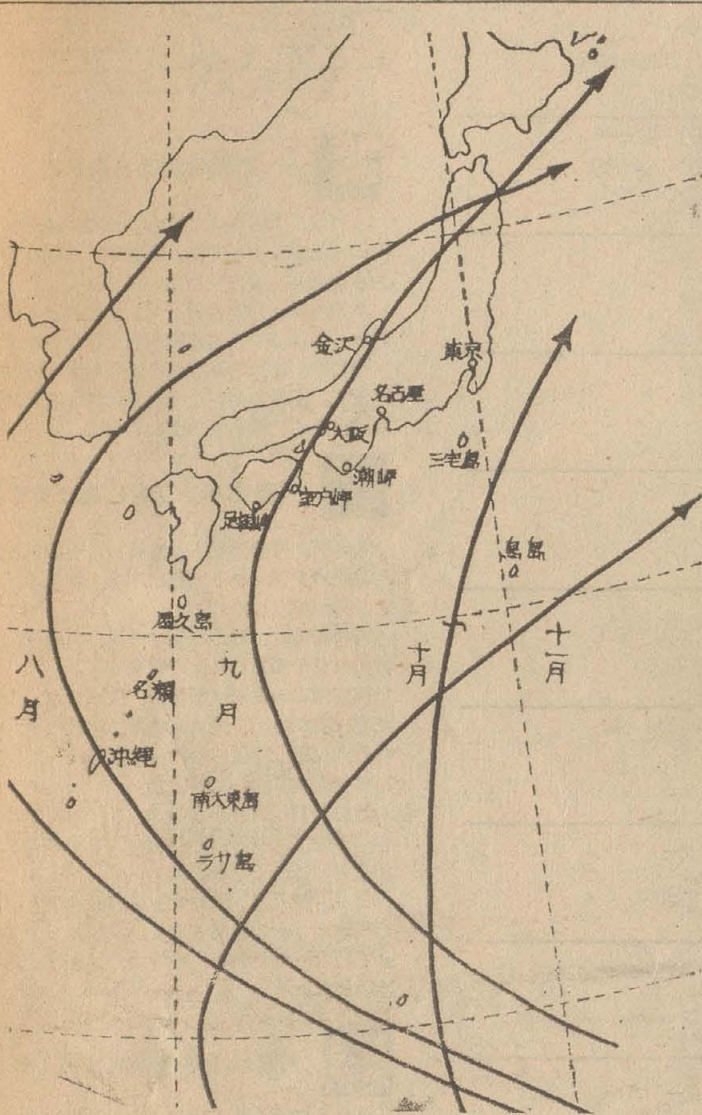 金沢
東京
名古屋
大阪
三宅島
潮岬
室戸岬
足摺岬
鳥島
屋久島
八月
名瀬
九月
十月
十一月
沖縄
南大東島
ラサ島